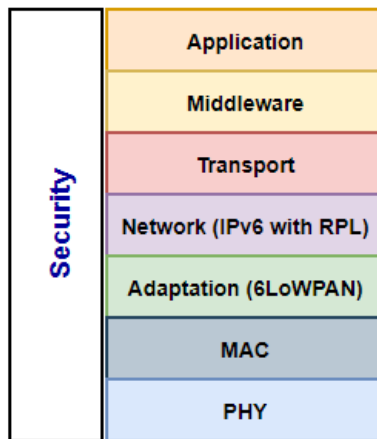 Security
Application
Middleware
Transport
Network (IPv6 with RPL)
Adaptation (6LoWPAN)
MAC
PHY